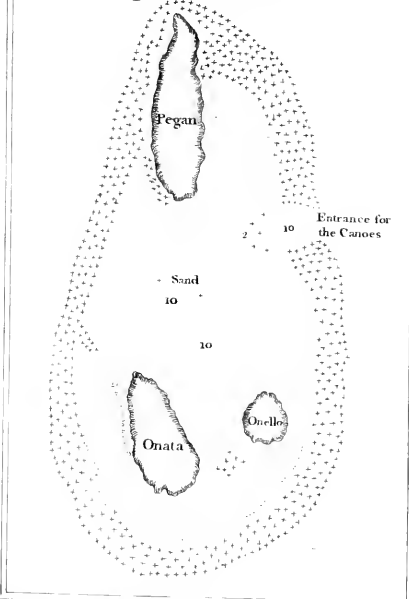 Pegan
Entrance for
the Canoes
10
2
Sand
10
10
Onello
Onata